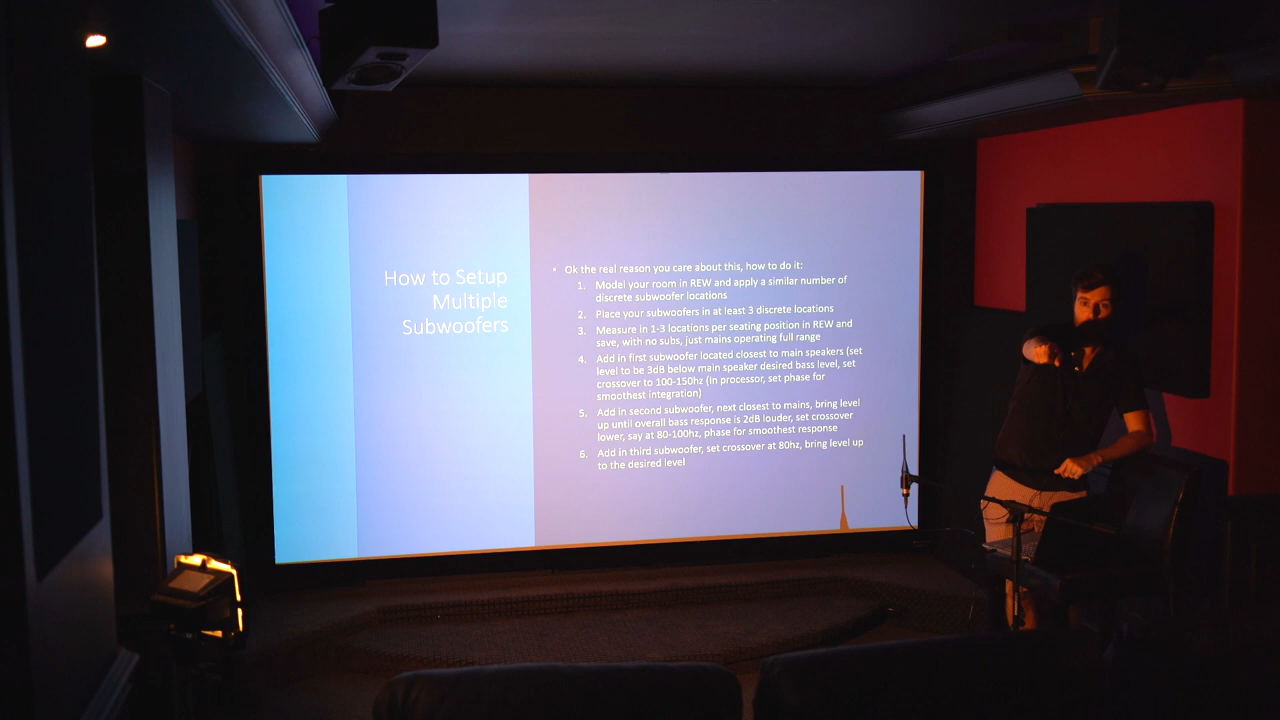 How to Setup
Multiple
Subwoofers
• Ok the real reason you care about this, how to do it:
1. Model your room in REW and apply a similar number of
discrete subwoofer locations
2. Place your subwoofers in at least 3 discrete locations
3. Measure in 1-3 locations per seating position in REW and
save, with no subs, just mains operating full range
4. Add in first subwoofer located closest to main speakers (set
level to be 3dB below main speaker desired bass level, set
crossover to 100-150hz (in processor, set phase for
smoothest integration)
5. Add in second subwoofer, next closest to mains, bring level
up until overall bass response is 2dB louder, set crossover
lower, say at 80-100hz, phase for smoothest response
6. Add in third subwoofer, set crossover at 80hz, bring level up
to the desired level